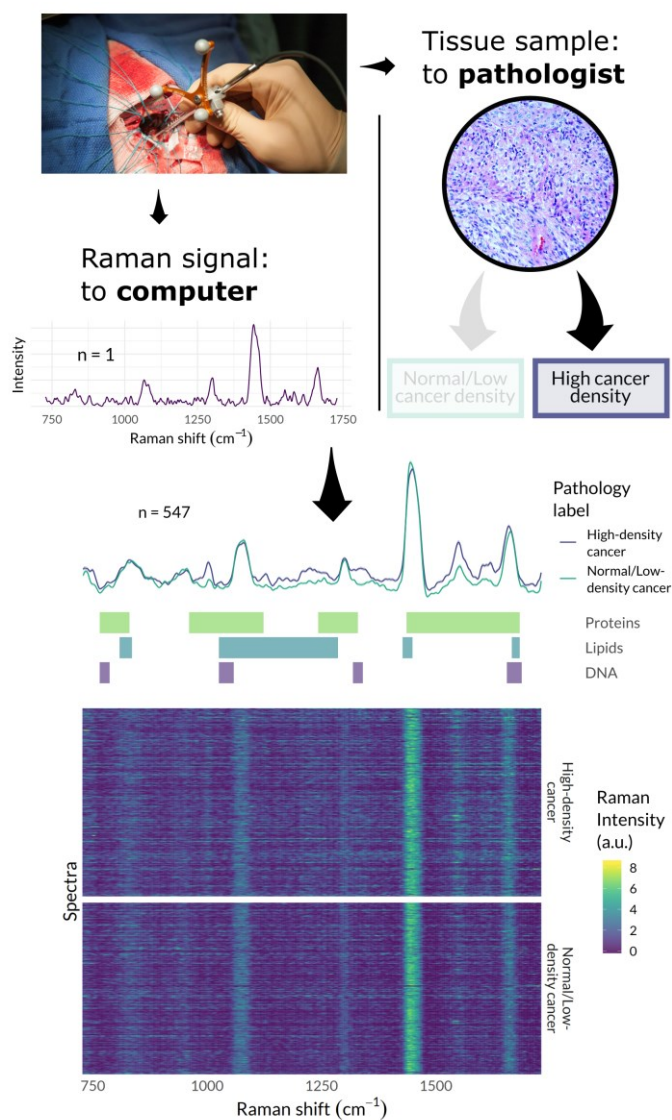 Tissue sample:
to pathologist
Raman signal:
to computer
Normal/Low
cancer density
High cancer
density
Intensity
n = 1
750
1000
1250
1500
1750
Raman shift (cm⁻¹)
n = 547
Pathology
label
High-density
cancer
Normal/Low-
density cancer
Proteins
Lipids
DNA
Spectra
High-density
cancer
Normal/Low-
density cancer
Raman
Intensity
(a.u.)
8
6
4
2
0
750
1000
1250
1500
Raman shift (cm⁻¹)